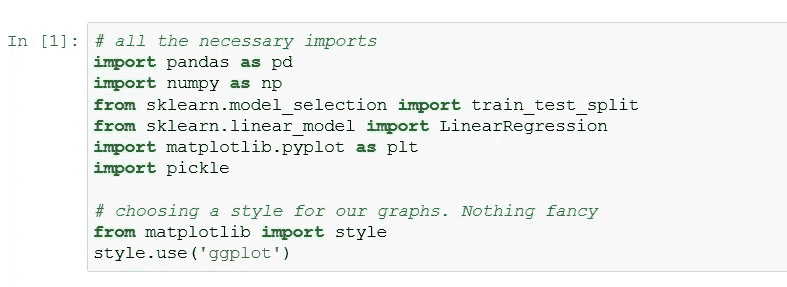 In [1]: # all the necessary imports
import pandas as pd
import numpy as np
from sklearn.model_selection import train_test_split
from sklearn.linear_model import LinearRegression
import matplotlib.pyplot as plt
import pickle

# choosing a style for our graphs. Nothing fancy
from matplotlib import style
style.use('ggplot')